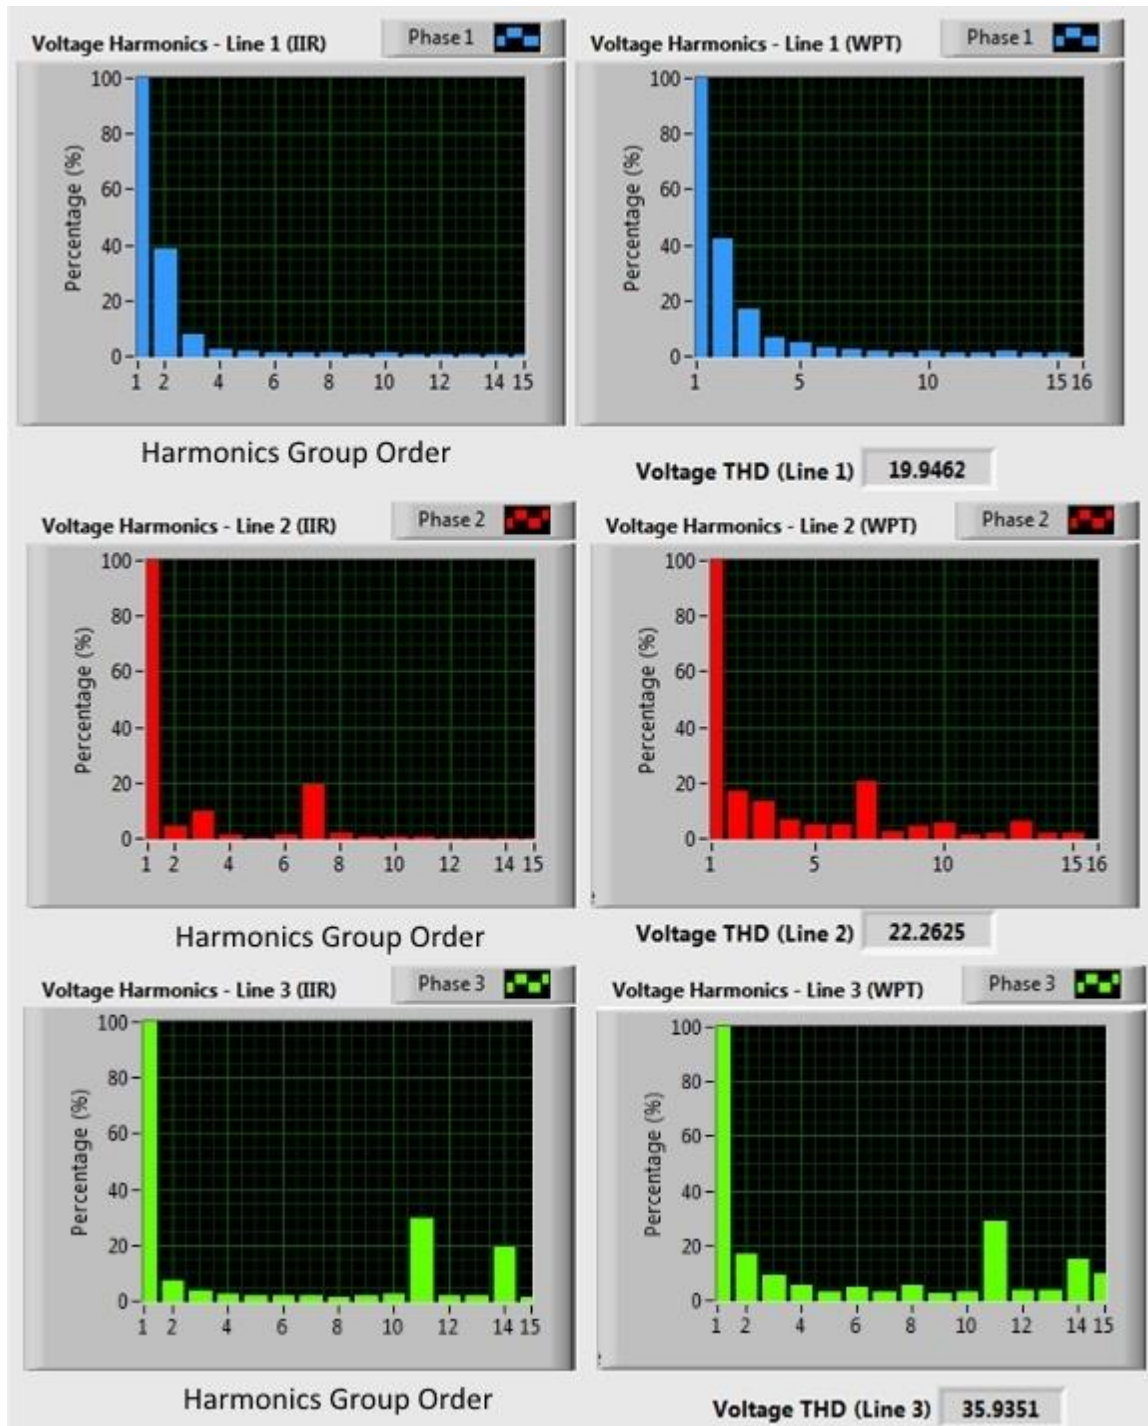 Voltage Harmonics - Line 1 (IIR)
Phase 1
Voltage Harmonics - Line 1 (WPT)
Phase 1
Percentage (%)
100
80
60
40
20
0
1 2 4 6 8 10 12 14 15
Percentage (%)
100
80
60
40
20
0
1 5 10 15 16
Harmonics Group Order
Voltage THD (Line 1) 19.9462
Voltage Harmonics - Line 2 (IIR)
Phase 2
Voltage Harmonics - Line 2 (WPT)
Phase 2
Percentage (%)
100
80
60
40
20
0
1 2 4 6 8 10 12 14 15
Percentage (%)
100
80
60
40
20
0
1 5 10 15 16
Harmonics Group Order
Voltage THD (Line 2) 22.2625
Voltage Harmonics - Line 3 (IIR)
Phase 3
Voltage Harmonics - Line 3 (WPT)
Phase 3
Percentage (%)
100
80
60
40
20
0
1 2 4 6 8 10 12 14 15
Percentage (%)
100
80
60
40
20
0
1 2 4 6 8 10 12 14 15
Harmonics Group Order
Voltage THD (Line 3) 35.9351